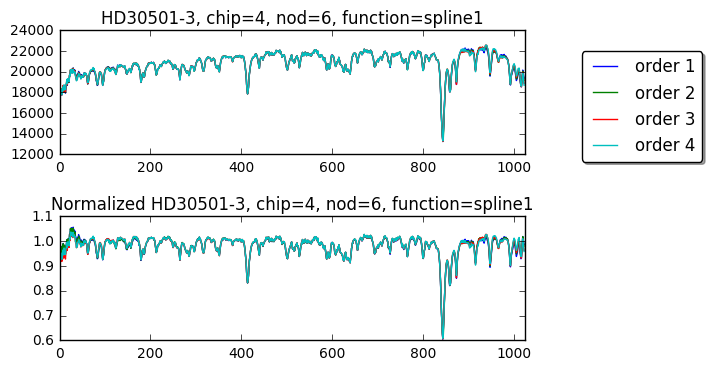 HD30501-3, chip=4, nod=6, function=spline1
24000
22000
20000
18000
16000
14000
12000
0 200 400 600 800 1000
order 1
order 2
order 3
order 4
Normalized HD30501-3, chip=4, nod=6, function=spline1
1.1
1.0
0.9
0.8
0.7
0.6
0 200 400 600 800 1000